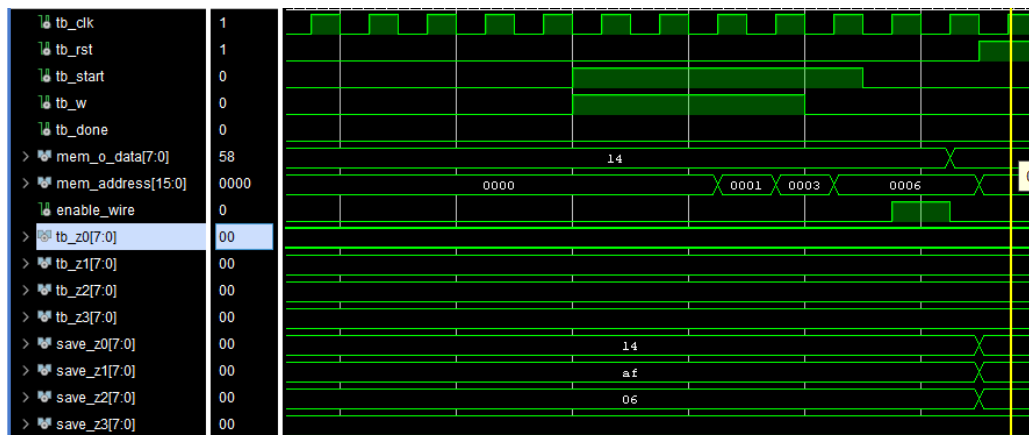 tb_clk 1
tb_rst 1
tb_start 0
tb_w 0
tb_done 0
mem_o_data[7:0] 58 14
mem_address[15:0] 0000 0000 0001 0003 0006
enable_wire 0
tb_z0[7:0] 00
tb_z1[7:0] 00
tb_z2[7:0] 00
tb_z3[7:0] 00
save_z0[7:0] 00 14
save_z1[7:0] 00 af
save_z2[7:0] 00 06
save_z3[7:0] 00